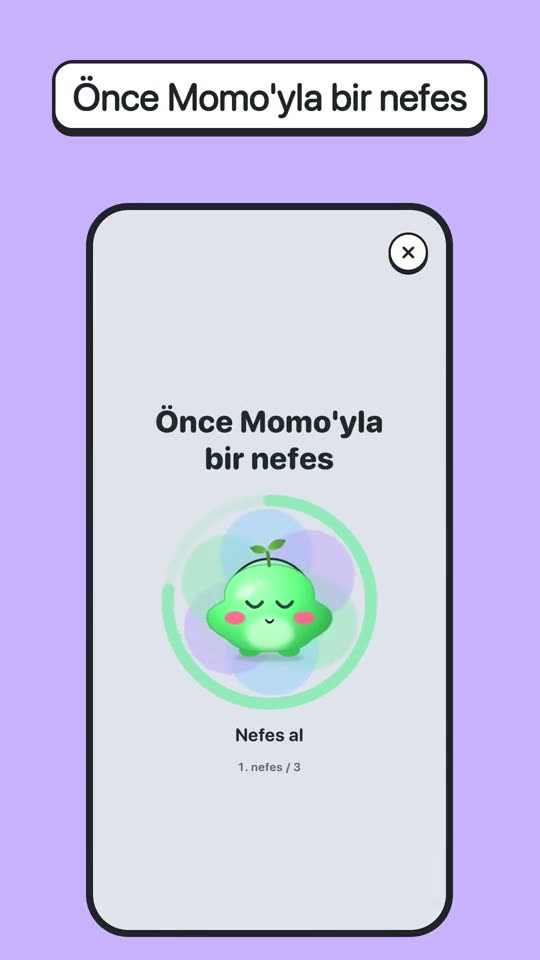 Önce Momo'yla bir nefes
Önce Momo'yla
bir nefes
Nefes al
1. nefes / 3